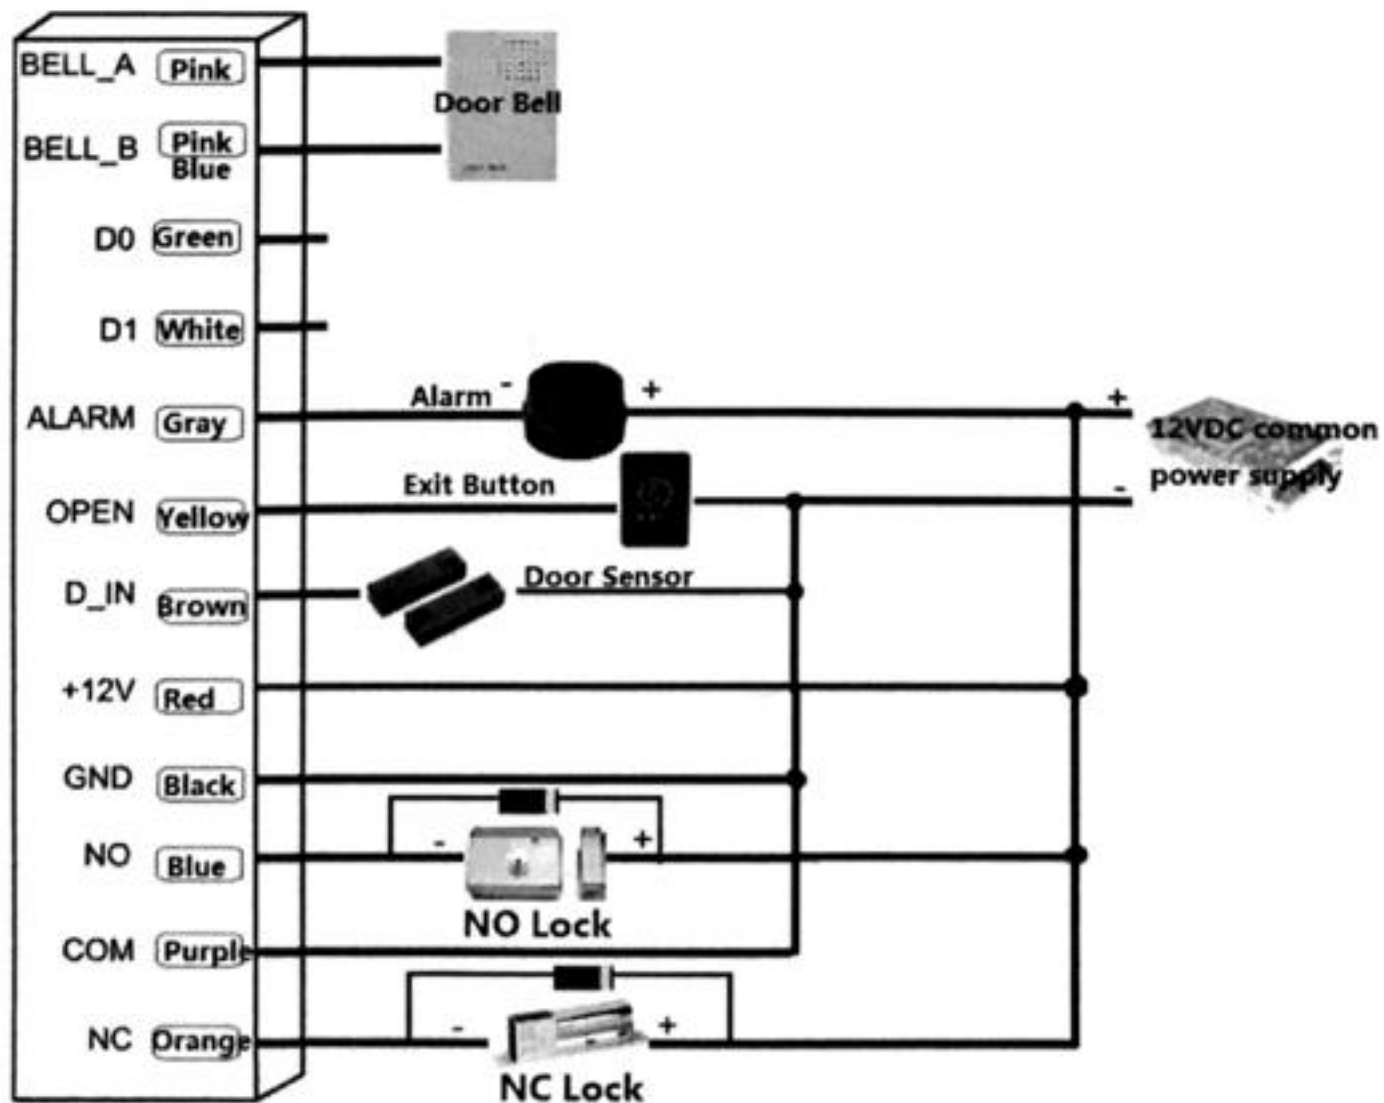 BELL_A Pink
Door Bell
BELL_B Pink
Blue
D0 Green
D1 White
ALARM Gray
Alarm - +
+
12VDC common
power supply
-
OPEN Yellow
Exit Button
D_IN Brown
Door Sensor
+12V Red
GND Black
NO Blue
- +
NO Lock
COM Purple
NC Orange
- +
NC Lock